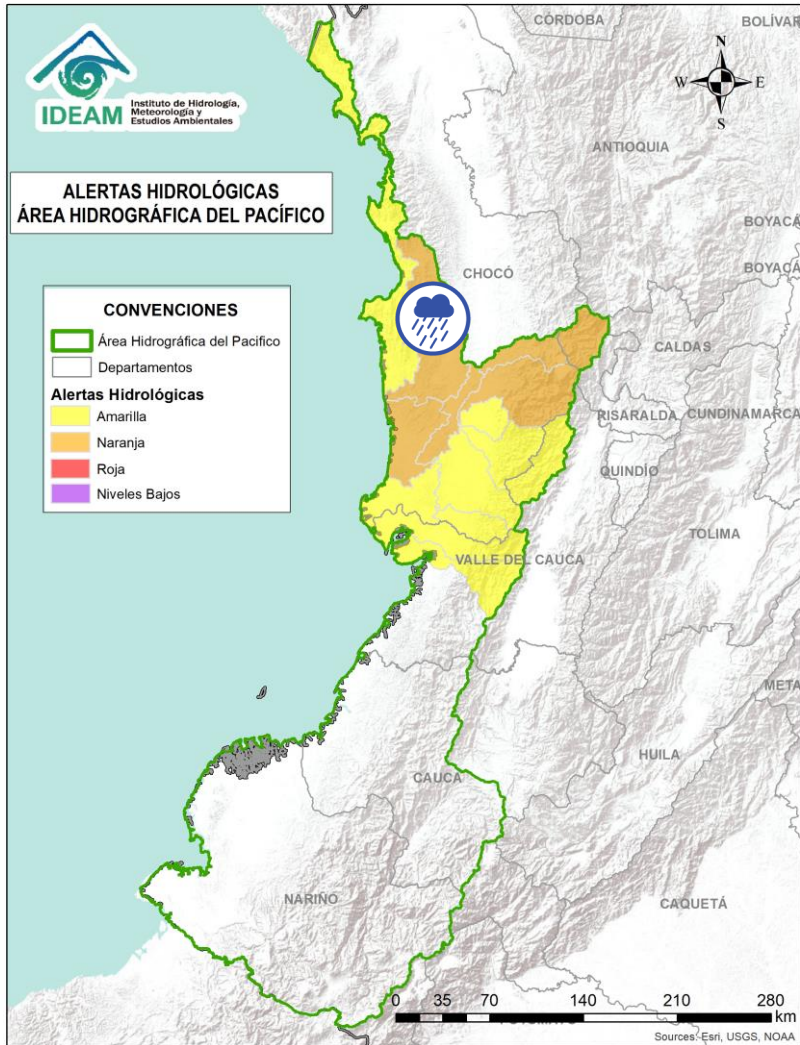 CÓRDOBA
BOLÍVAR
N
W
E
S
IDEAM
Instituto de Hidrología,
Meteorología y
Estudios Ambientales
ANTIOQUIA
ALERTAS HIDROLÓGICAS
ÁREA HIDROGRÁFICA DEL PACÍFICO
BOYACÁ
CHOCÓ
BOYACÁ
CONVENCIONES
Área Hidrográfica del Pacifico
Departamentos
Alertas Hidrológicas
Amarilla
Naranja
Roja
Niveles Bajos
CALDAS
RISARALDA
CUNDINAMARCA
QUINDÍO
TOLIMA
VALLE DEL CAUCA
META
HUILA
CAUCA
NARIÑO
CAQUETÁ
0 35 70 140 210 280
km
Sources: Esri, USGS, NOAA